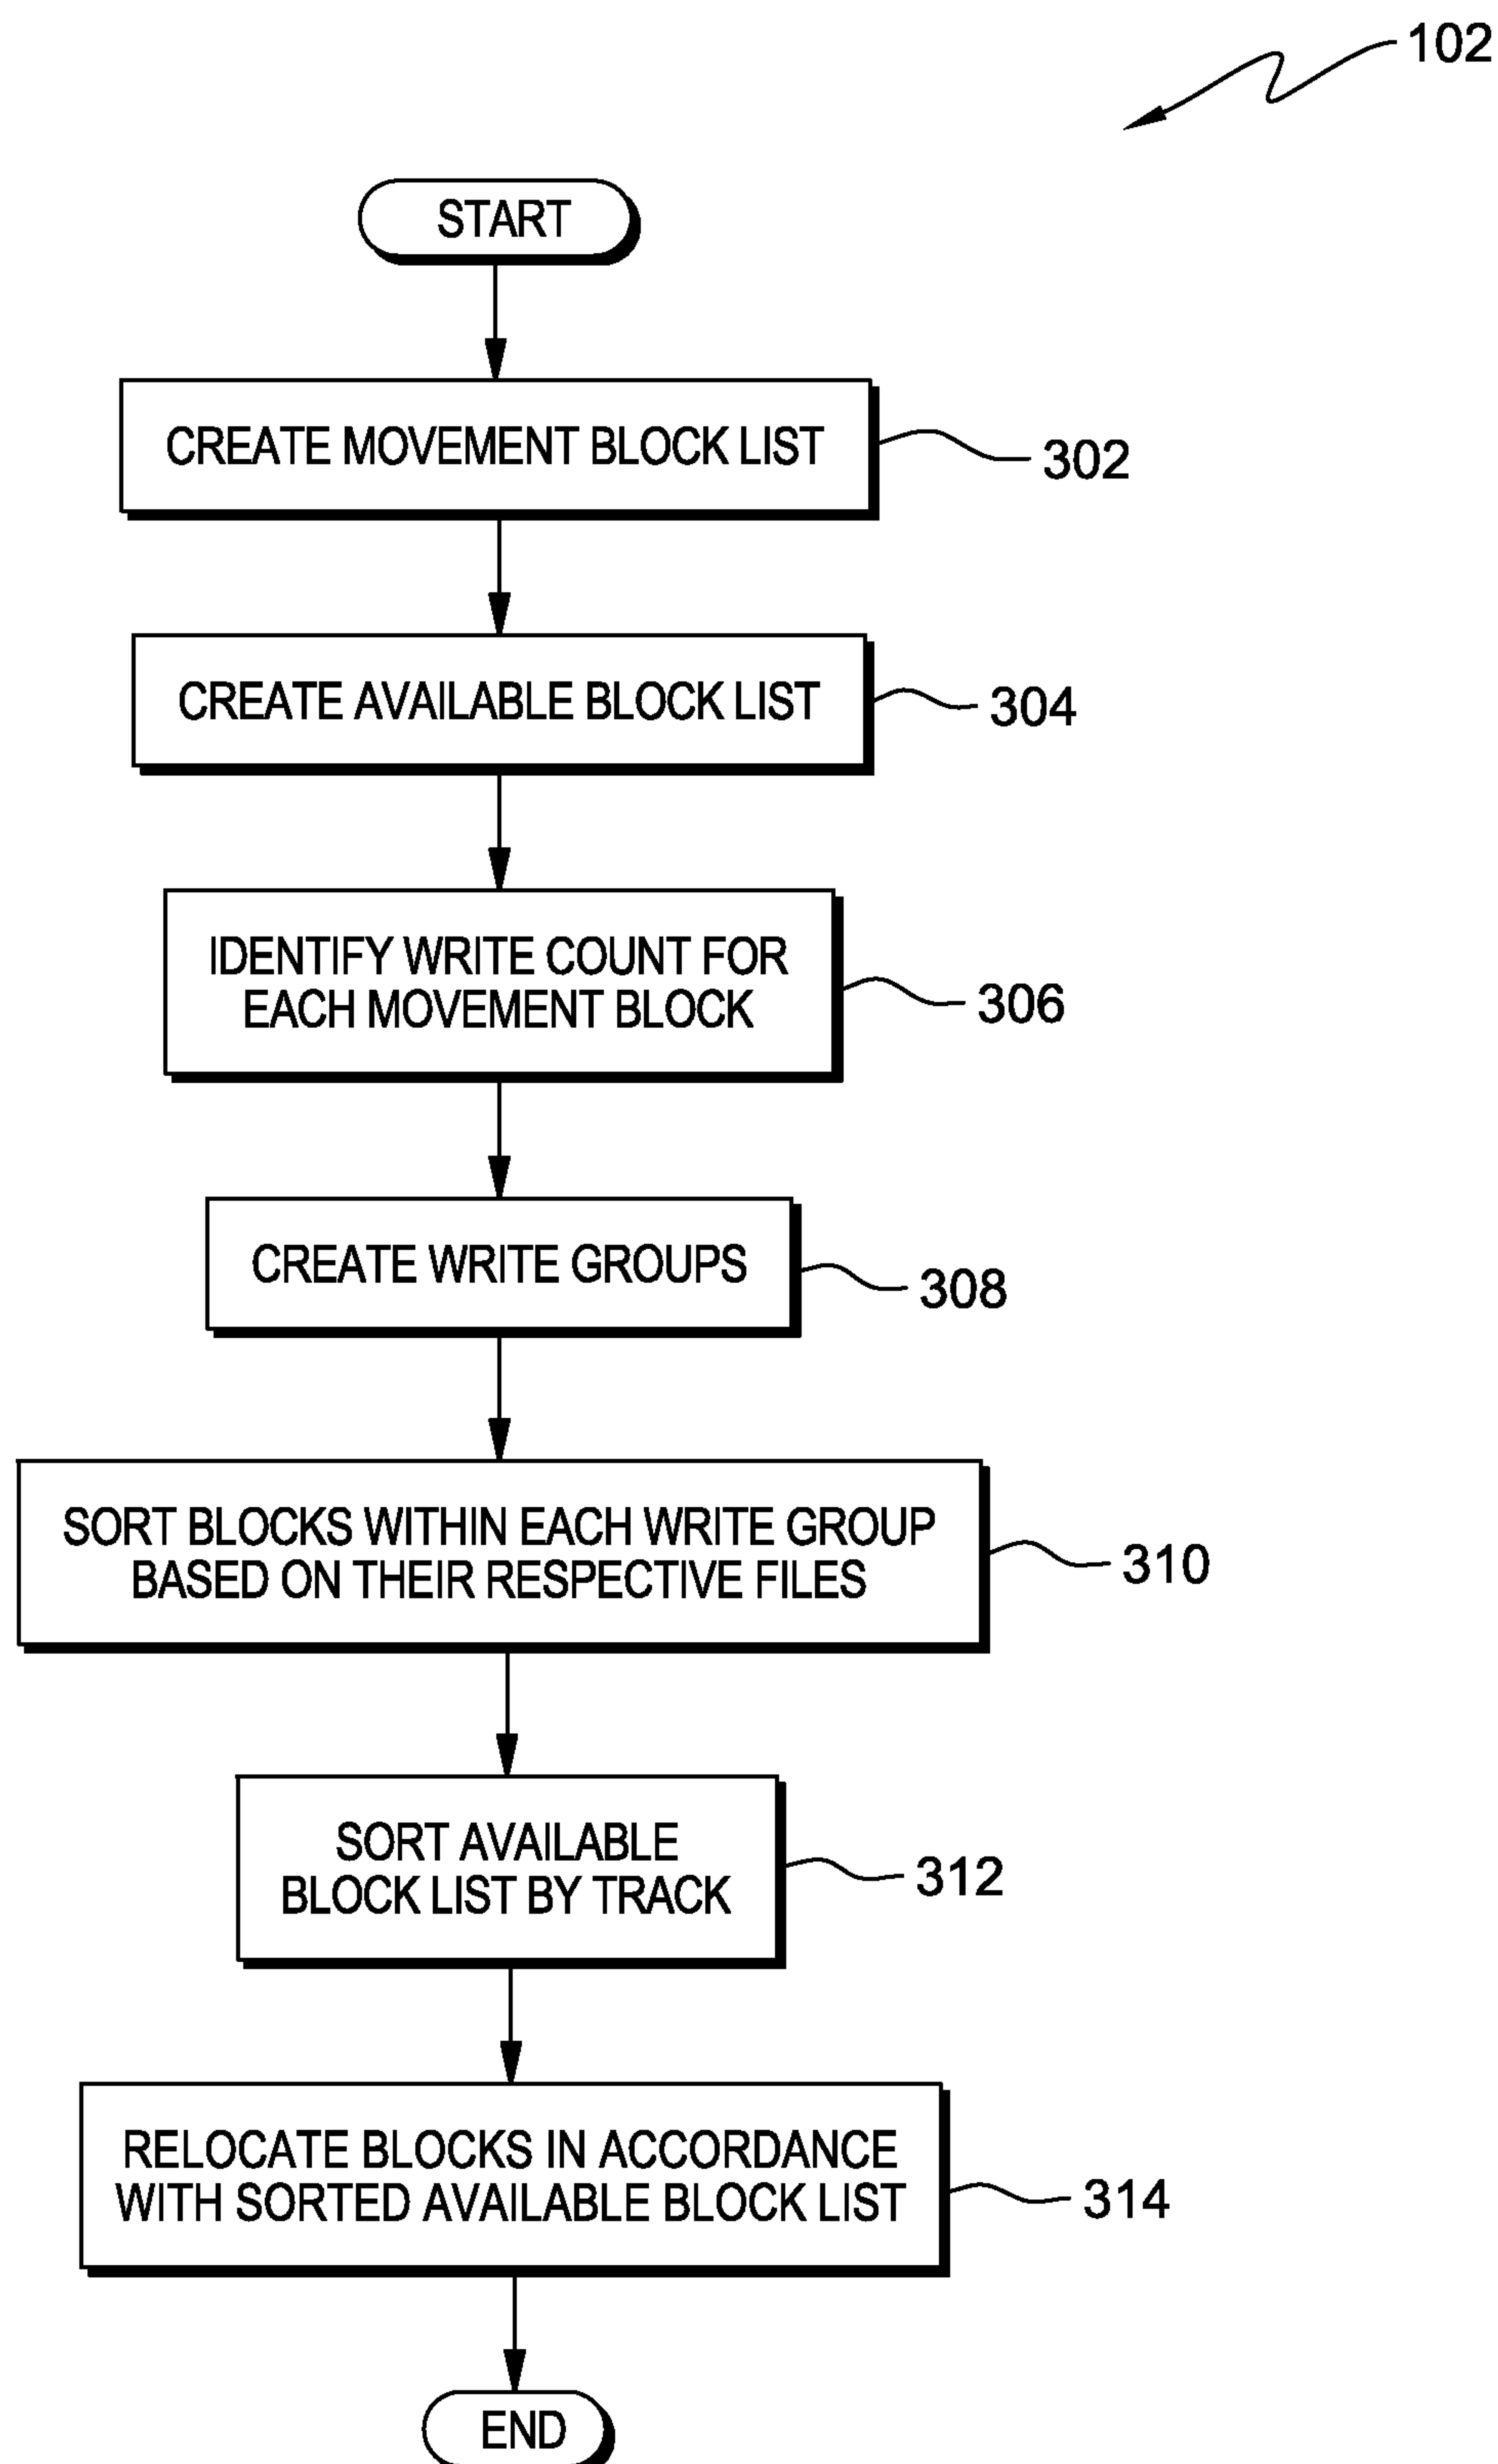 102
START
CREATE MOVEMENT BLOCK LIST
302
CREATE AVAILABLE BLOCK LIST
304
IDENTIFY WRITE COUNT FOR
EACH MOVEMENT BLOCK
306
CREATE WRITE GROUPS
308
SORT BLOCKS WITHIN EACH WRITE GROUP
BASED ON THEIR RESPECTIVE FILES
310
SORT AVAILABLE
BLOCK LIST BY TRACK
312
RELOCATE BLOCKS IN ACCORDANCE
WITH SORTED AVAILABLE BLOCK LIST
314
END